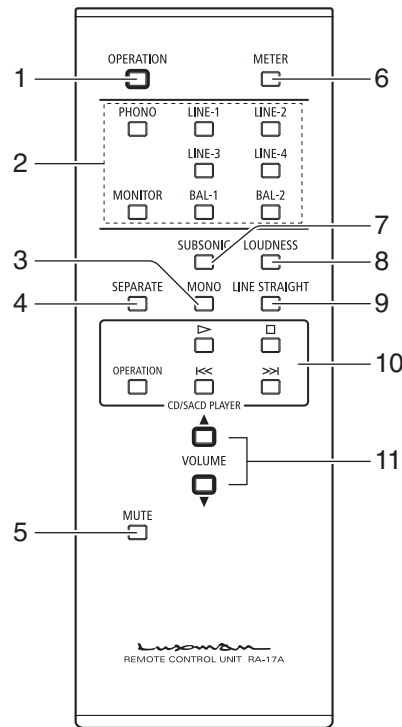 OPERATION METER
1 6
PHONO LINE-1 LINE-2
2
LINE-3 LINE-4
MONITOR BAL-1 BAL-2
7
SUBSONIC LOUDNESS
3 8
SEPARATE MONO LINE STRAIGHT
4 9
10
OPERATION
CD/SACD PLAYER
VOLUME 11
MUTE
5
Luxman
REMOTE CONTROL UNIT RA-17A